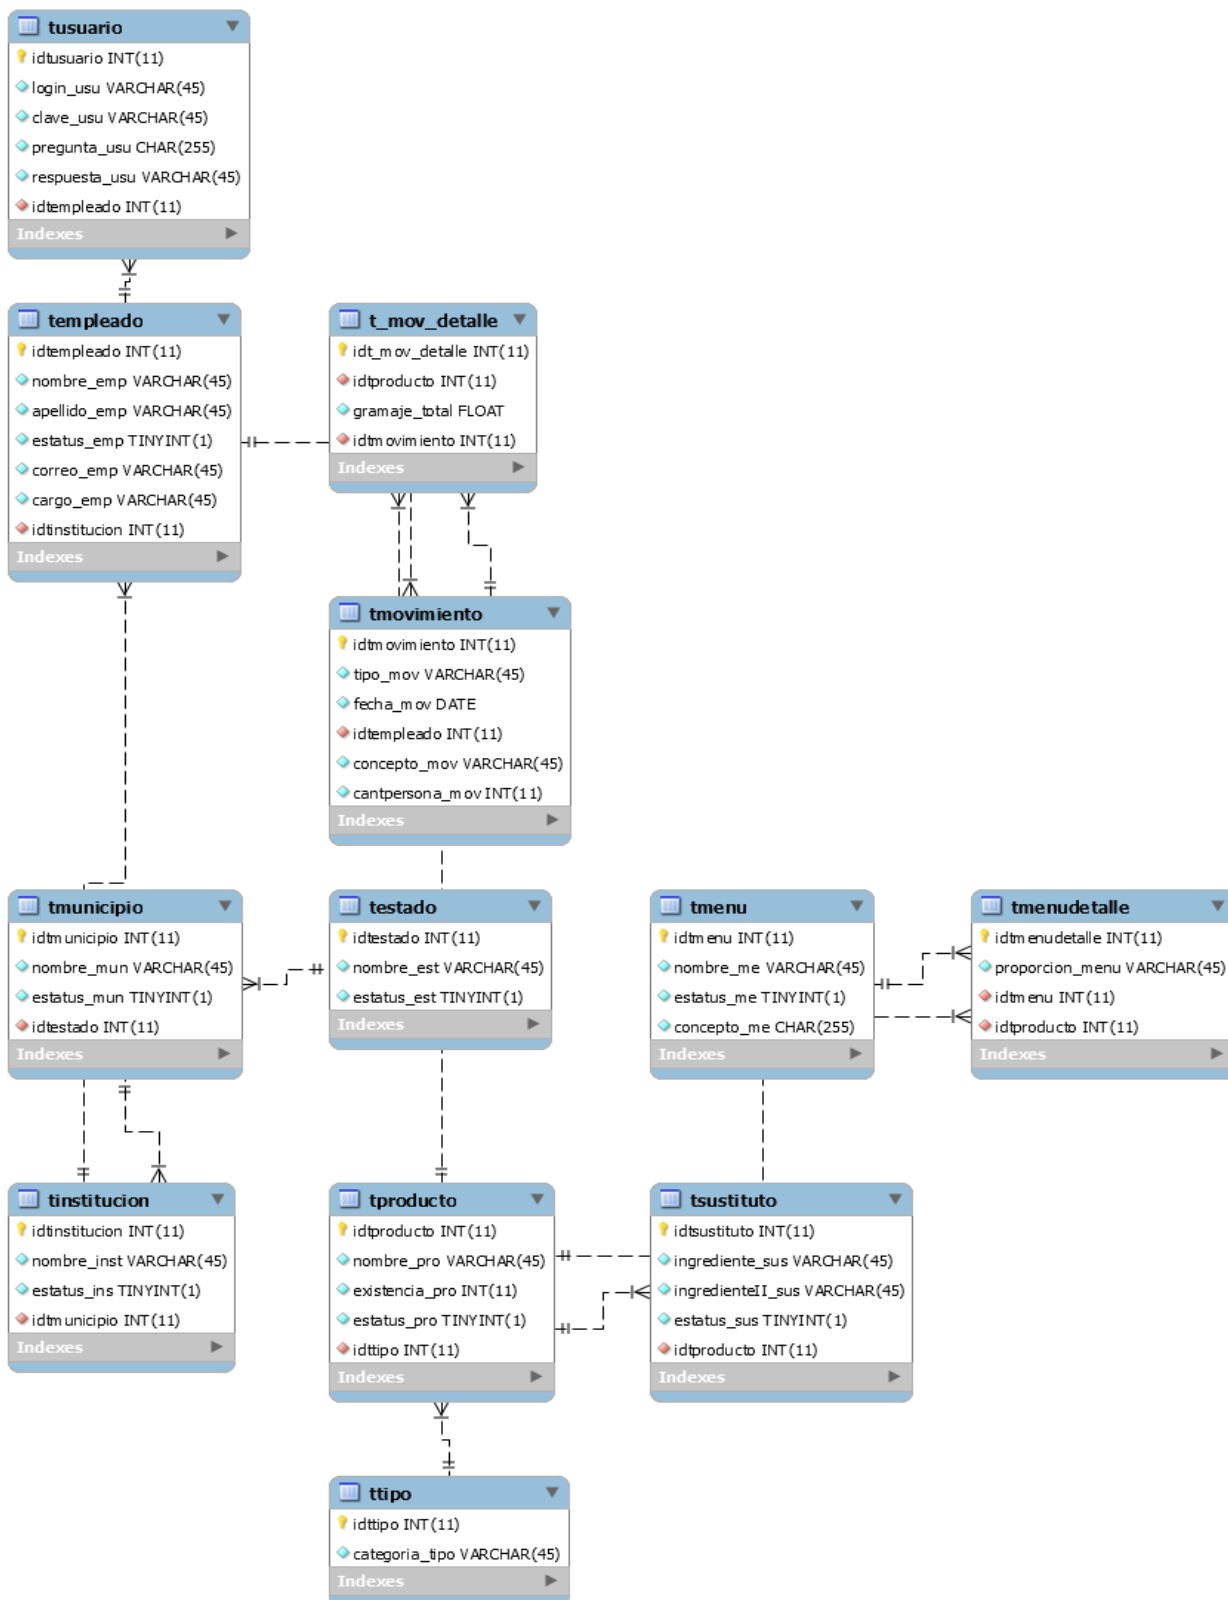 tusuario
idtusuario INT(11)
login_usu VARCHAR(45)
clave_usu VARCHAR(45)
pregunta_usu CHAR(255)
respuesta_usu VARCHAR(45)
idtempleado INT(11)
Indexes
templeado
idtempleado INT(11)
nombre_emp VARCHAR(45)
apellido_emp VARCHAR(45)
estatus_emp TINYINT(1)
correo_emp VARCHAR(45)
cargo_emp VARCHAR(45)
idtinstitucion INT(11)
Indexes
t_mov_detalle
idt_mov_detalle INT(11)
idtproducto INT(11)
gramaje_total FLOAT
idtmovimiento INT(11)
Indexes
tmovimiento
idtmovimiento INT(11)
tipo_mov VARCHAR(45)
fecha_mov DATE
idtempleado INT(11)
concepto_mov VARCHAR(45)
cantpersona_mov INT(11)
Indexes
tmunicipio
idtmunicipio INT(11)
nombre_mun VARCHAR(45)
estatus_mun TINYINT(1)
idtestado INT(11)
Indexes
testado
idtestado INT(11)
nombre_est VARCHAR(45)
estatus_est TINYINT(1)
Indexes
tmenu
idtmenu INT(11)
nombre_me VARCHAR(45)
estatus_me TINYINT(1)
concepto_me CHAR(255)
Indexes
tmenudetalle
idtmenudetalle INT(11)
proporcion_menu VARCHAR(45)
idtmenu INT(11)
idtproducto INT(11)
Indexes
tinstitucion
idtinstitucion INT(11)
nombre_inst VARCHAR(45)
estatus_ins TINYINT(1)
idtmunicipio INT(11)
Indexes
tproducto
idtproducto INT(11)
nombre_pro VARCHAR(45)
existencia_pro INT(11)
estatus_pro TINYINT(1)
idttipo INT(11)
Indexes
tsustituto
idtsustituto INT(11)
ingrediente_sus VARCHAR(45)
ingredienteII_sus VARCHAR(45)
estatus_sus TINYINT(1)
idtproducto INT(11)
Indexes
ttipo
idttipo INT(11)
categoria_tipo VARCHAR(45)
Indexes